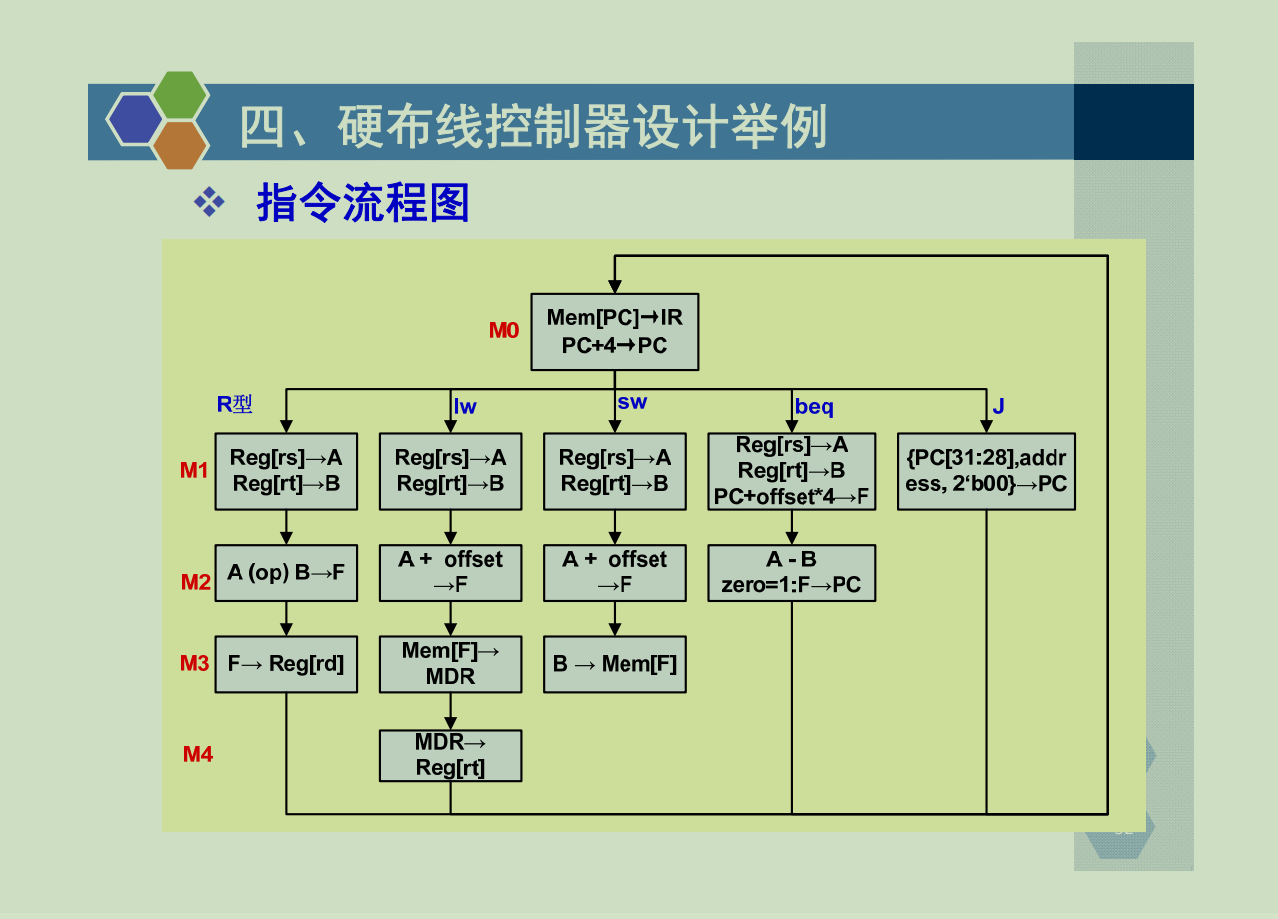 四、硬布线控制器设计举例
指令流程图
M0
Mem[PC]→IR
PC+4→PC
R型
lw
sw
beq
J
M1
Reg[rs]→A
Reg[rt]→B
Reg[rs]→A
Reg[rt]→B
Reg[rs]→A
Reg[rt]→B
Reg[rs]→A
Reg[rt]→B
PC+offset*4→F
{PC[31:28],addr
ess, 2‘b00}→PC
M2
A (op) B→F
A + offset
→F
A + offset
→F
A - B
zero=1:F→PC
M3
F→ Reg[rd]
Mem[F]→
MDR
B → Mem[F]
M4
MDR→
Reg[rt]